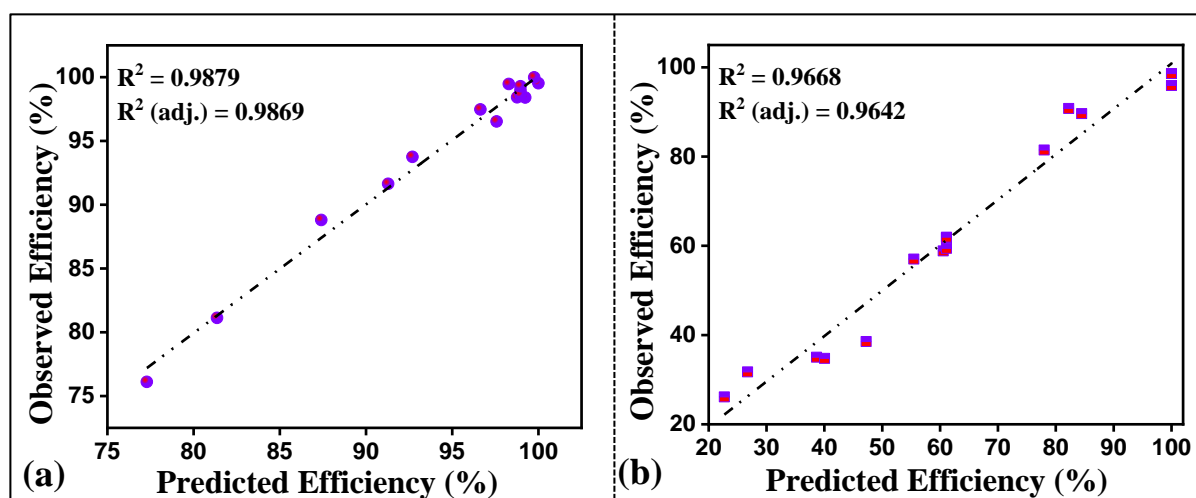 R² = 0.9879
R² (adj.) = 0.9869
Observed Efficiency (%)
100
95
90
85
80
75
75 80 85 90 95 100
Predicted Efficiency (%)
(a)
R² = 0.9668
R² (adj.) = 0.9642
Observed Efficiency (%)
100
80
60
40
20
20 30 40 50 60 70 80 90 100
Predicted Efficiency (%)
(b)